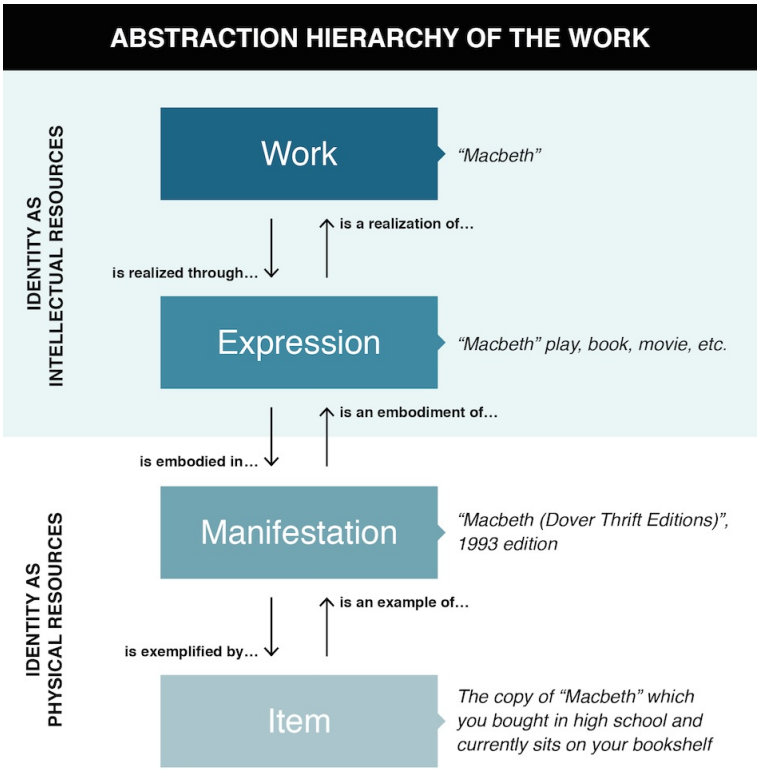 ABSTRACTION HIERARCHY OF THE WORK
IDENTITY AS
INTELLECTUAL RESOURCES
Work
“Macbeth”
is a realization of...
is realized through...
Expression
“Macbeth” play, book, movie, etc.
is an embodiment of...
is embodied in...
IDENTITY AS
PHYSICAL RESOURCES
Manifestation
“Macbeth (Dover Thrift Editions)”,
1993 edition
is an example of...
is exemplified by...
Item
The copy of “Macbeth” which
you bought in high school and
currently sits on your bookshelf